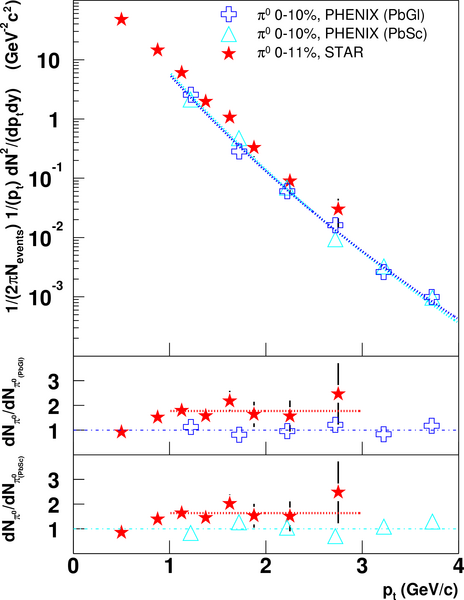 π⁰ 0-10%, PHENIX (PbGl)
π⁰ 0-10%, PHENIX (PbSc)
π⁰ 0-11%, STAR
1/(2πN_events) 1/(p_t) dN²/(dp_tdy) (GeV⁻²c²)
10
1
10⁻¹
10⁻²
10⁻³
dN_π⁰/dN_π⁰ (PbGl)
3
2
1
dN_π⁰/dN_π⁰ (PbSc)
3
2
1
0 1 2 3 4
p_t (GeV/c)